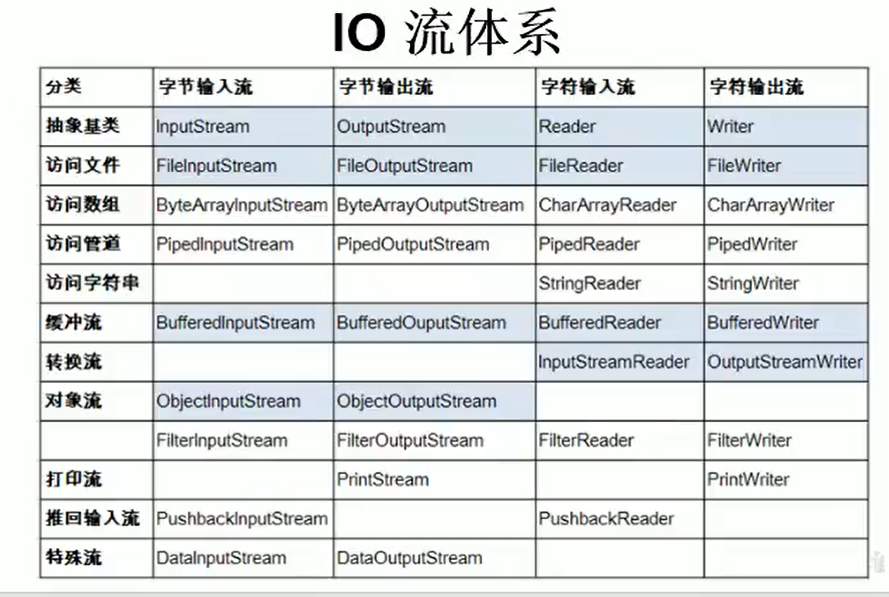 IO 流体系
分类 字节输入流 字节输出流 字符输入流 字符输出流
抽象基类 InputStream OutputStream Reader Writer
访问文件 FileInputStream FileOutputStream FileReader FileWriter
访问数组 ByteArrayInputStream ByteArrayOutputStream CharArrayReader CharArrayWriter
访问管道 PipedInputStream PipedOutputStream PipedReader PipedWriter
访问字符串 StringReader StringWriter
缓冲流 BufferedInputStream BufferedOuputStream BufferedReader BufferedWriter
转换流 InputStreamReader OutputStreamWriter
对象流 ObjectInputStream ObjectOutputStream
FilterInputStream FilterOutputStream FilterReader FilterWriter
打印流 PrintStream PrintWriter
推回输入流 PushbackInputStream PushbackReader
特殊流 DataInputStream DataOutputStream